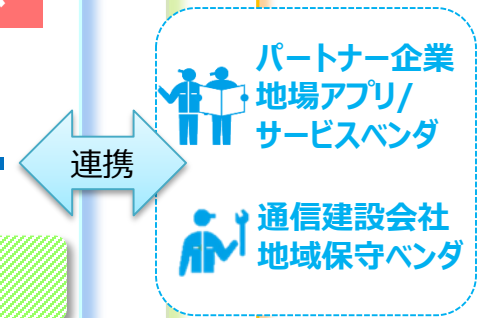 パートナー企業
地場アプリ/
サービスベンダ
連携
通信建設会社
地域保守ベンダ